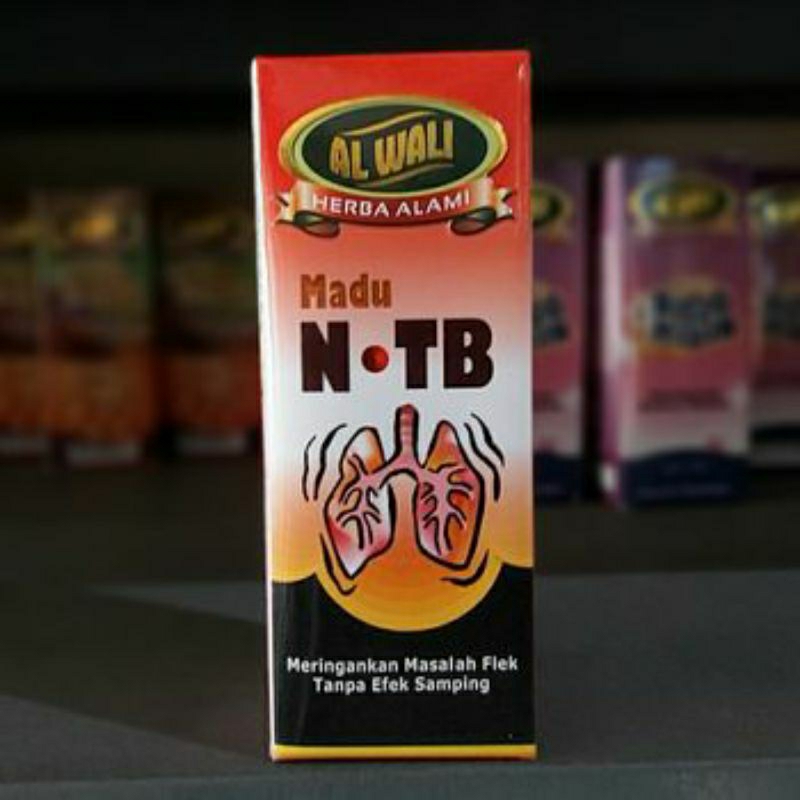 AL WALI
HERBA ALAMI
Madu
N•TB
Meringankan Masalah Flek
Tanpa Efek Samping